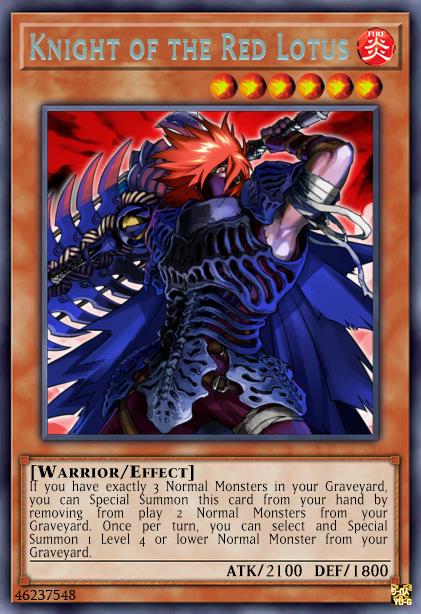 Knight of the Red Lotus
FIRE
炎
[Warrior/Effect]
If you have exactly 3 Normal Monsters in your Graveyard,
you can Special Summon this card from your hand by
removing from play 2 Normal Monsters from your
Graveyard. Once per turn, you can select and Special
Summon 1 Level 4 or lower Normal Monster from your
Graveyard.
ATK/2100 DEF/1800
46237548